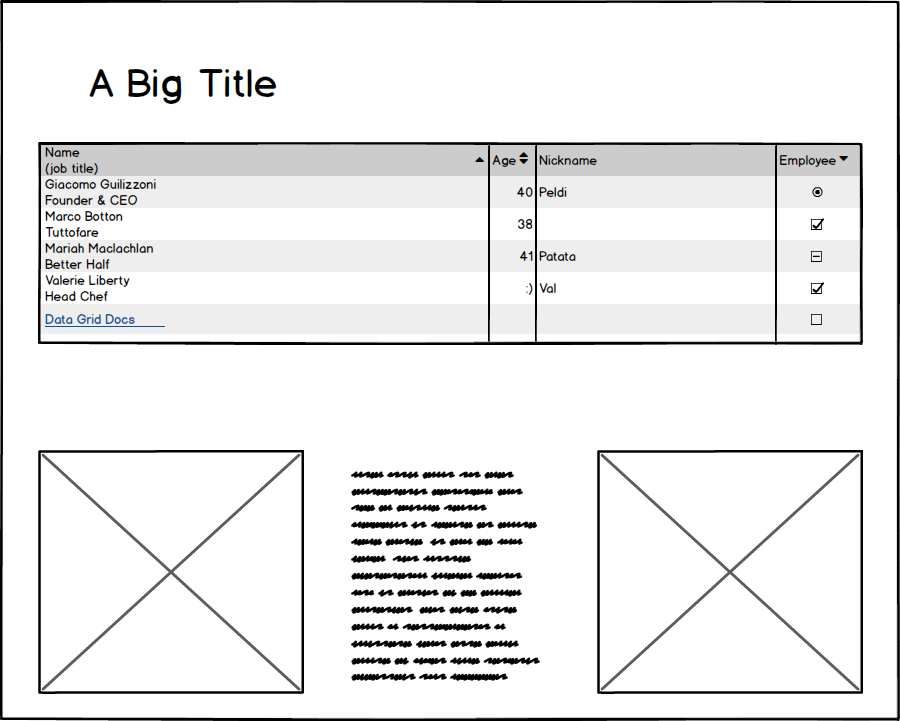 A Big Title
Name
(job title)
Age
Nickname
Employee
Giacomo Guilizzoni
Founder & CEO
40
Peldi
Marco Botton
Tuttofare
38
Mariah Maclachlan
Better Half
41
Patata
Valerie Liberty
Head Chef
:)
Val
Data Grid Docs